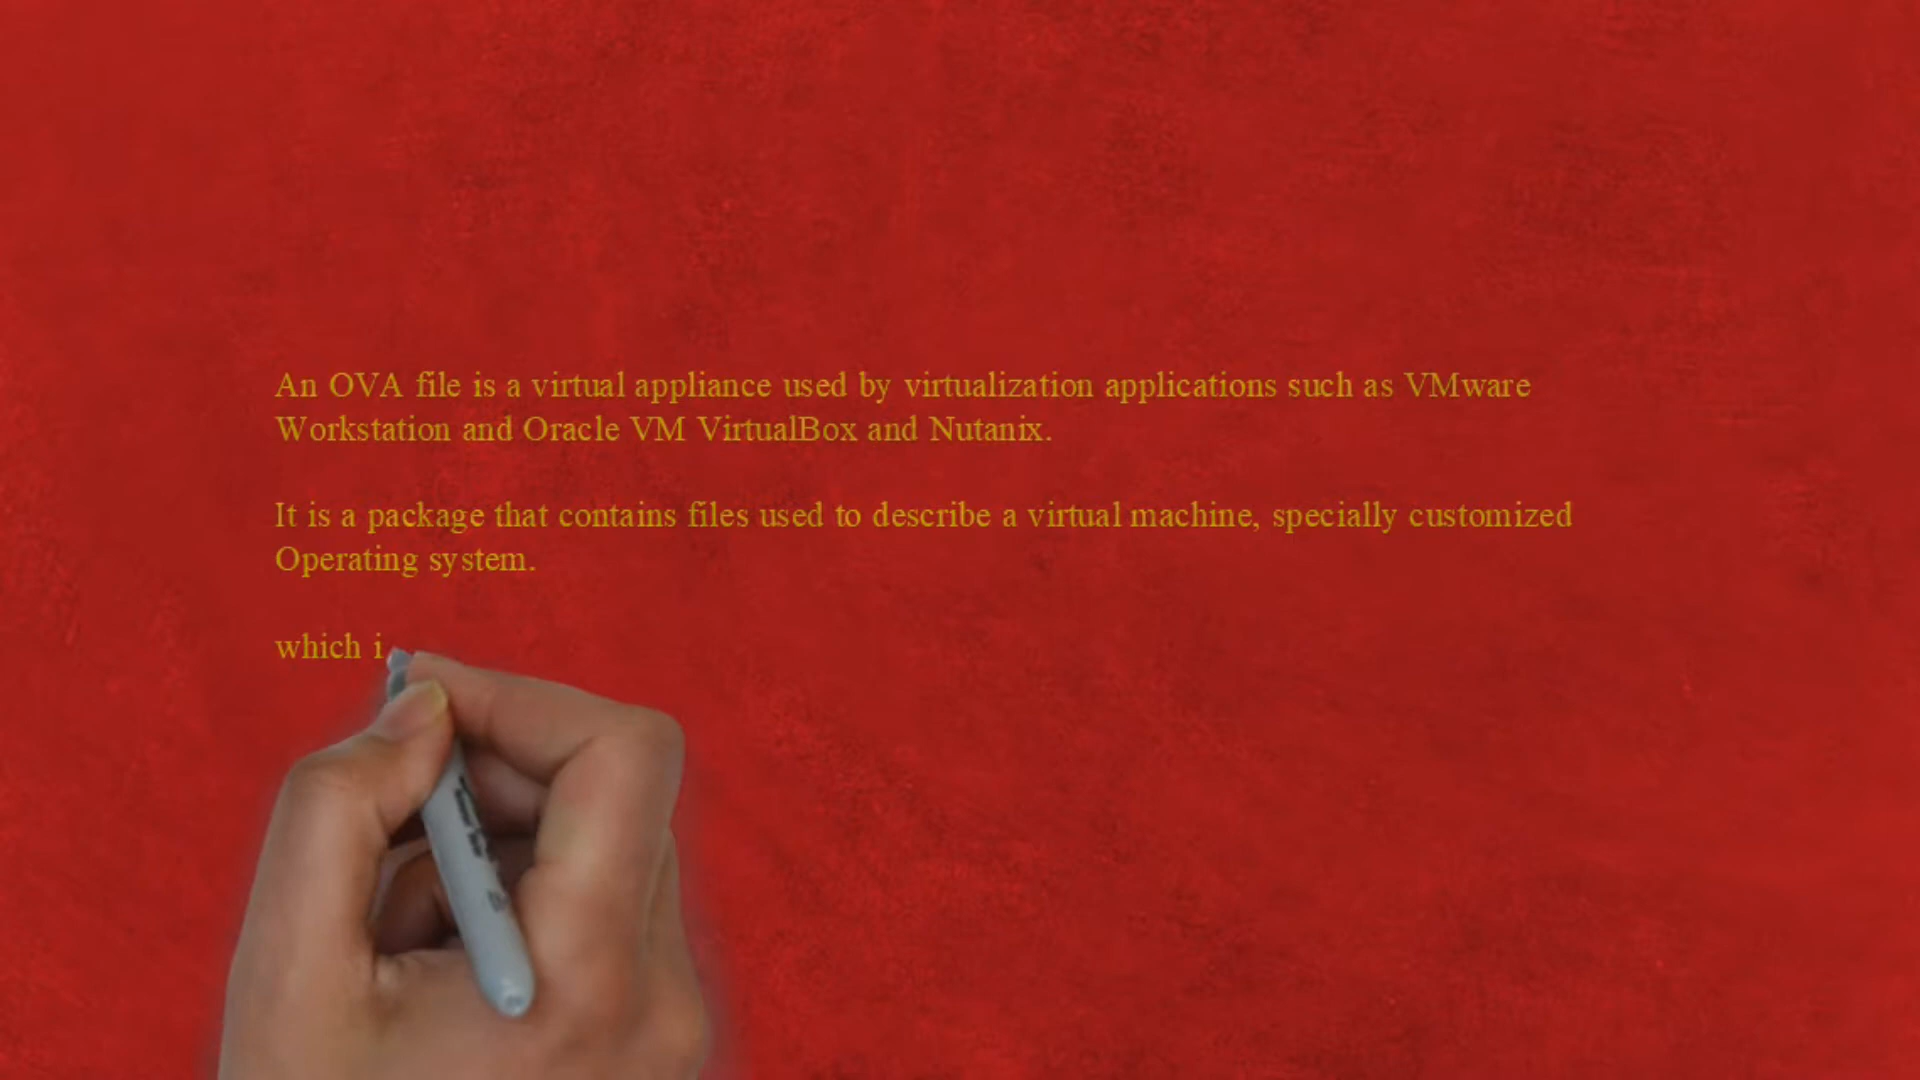 An OVA file is a virtual appliance used by virtualization applications such as VMware
Workstation and Oracle VM VirtualBox and Nutanix.
It is a package that contains files used to describe a virtual machine, specially customized
Operating system.
which i